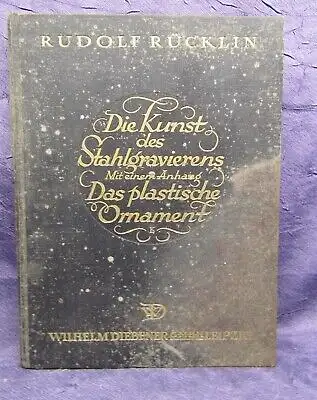 RUDOLF RÜCKLIN
Die Kunst
des
Stahlgravierens
Mit einem Anhang
Das plastische
Ornament
WILHELM DIEBENER G.M.B.H. LEIPZIG